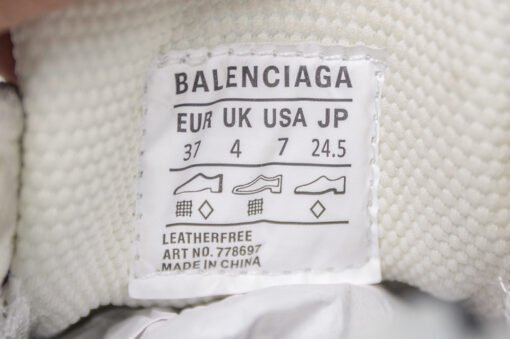 BALENCIAGA
EUR UK USA JP
37 4 7 24.5
LEATHERFREE
ART NO. 778697
MADE IN CHINA